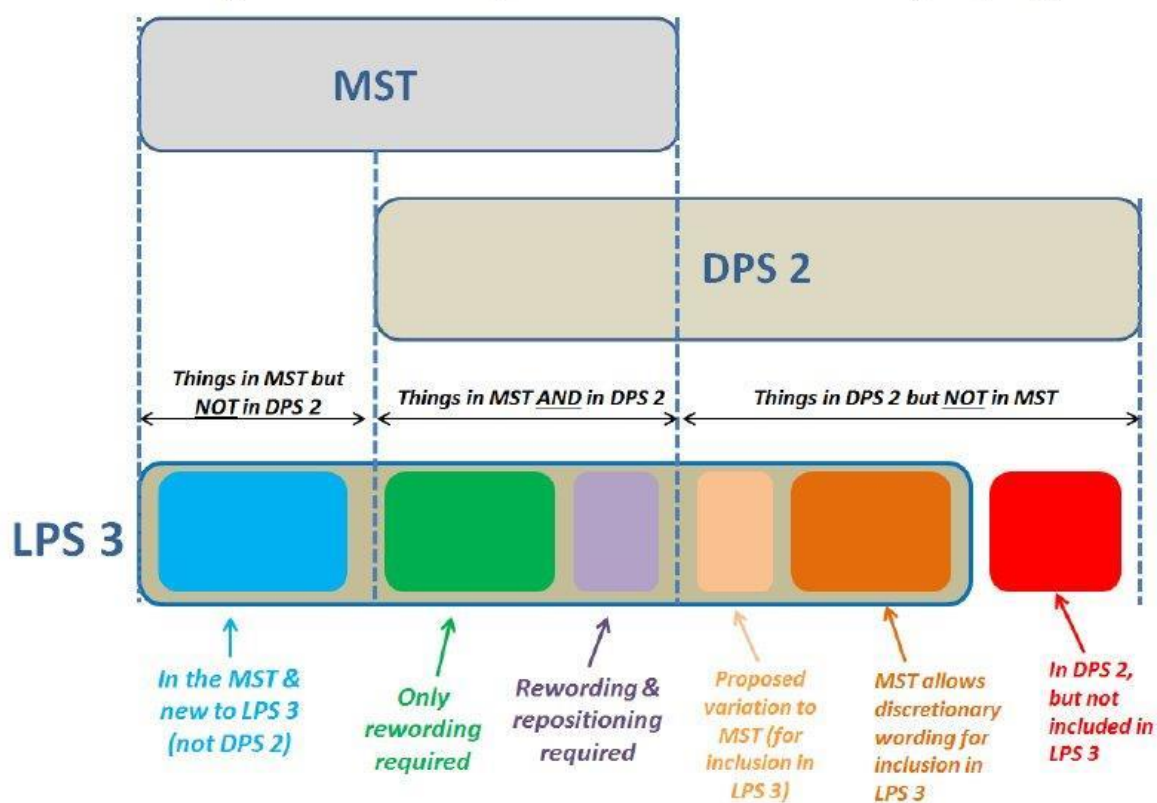 MST
DPS 2
Things in MST but
NOT in DPS 2
Things in MST AND in DPS 2
Things in DPS 2 but NOT in MST
LPS 3
In the MST &
new to LPS 3
(not DPS 2)
Only
rewording
required
Rewording &
repositioning
required
Proposed
variation to
MST (for
inclusion in
LPS 3)
MST allows
discretionary
wording for
inclusion in
LPS 3
In DPS 2,
but not
included in
LPS 3